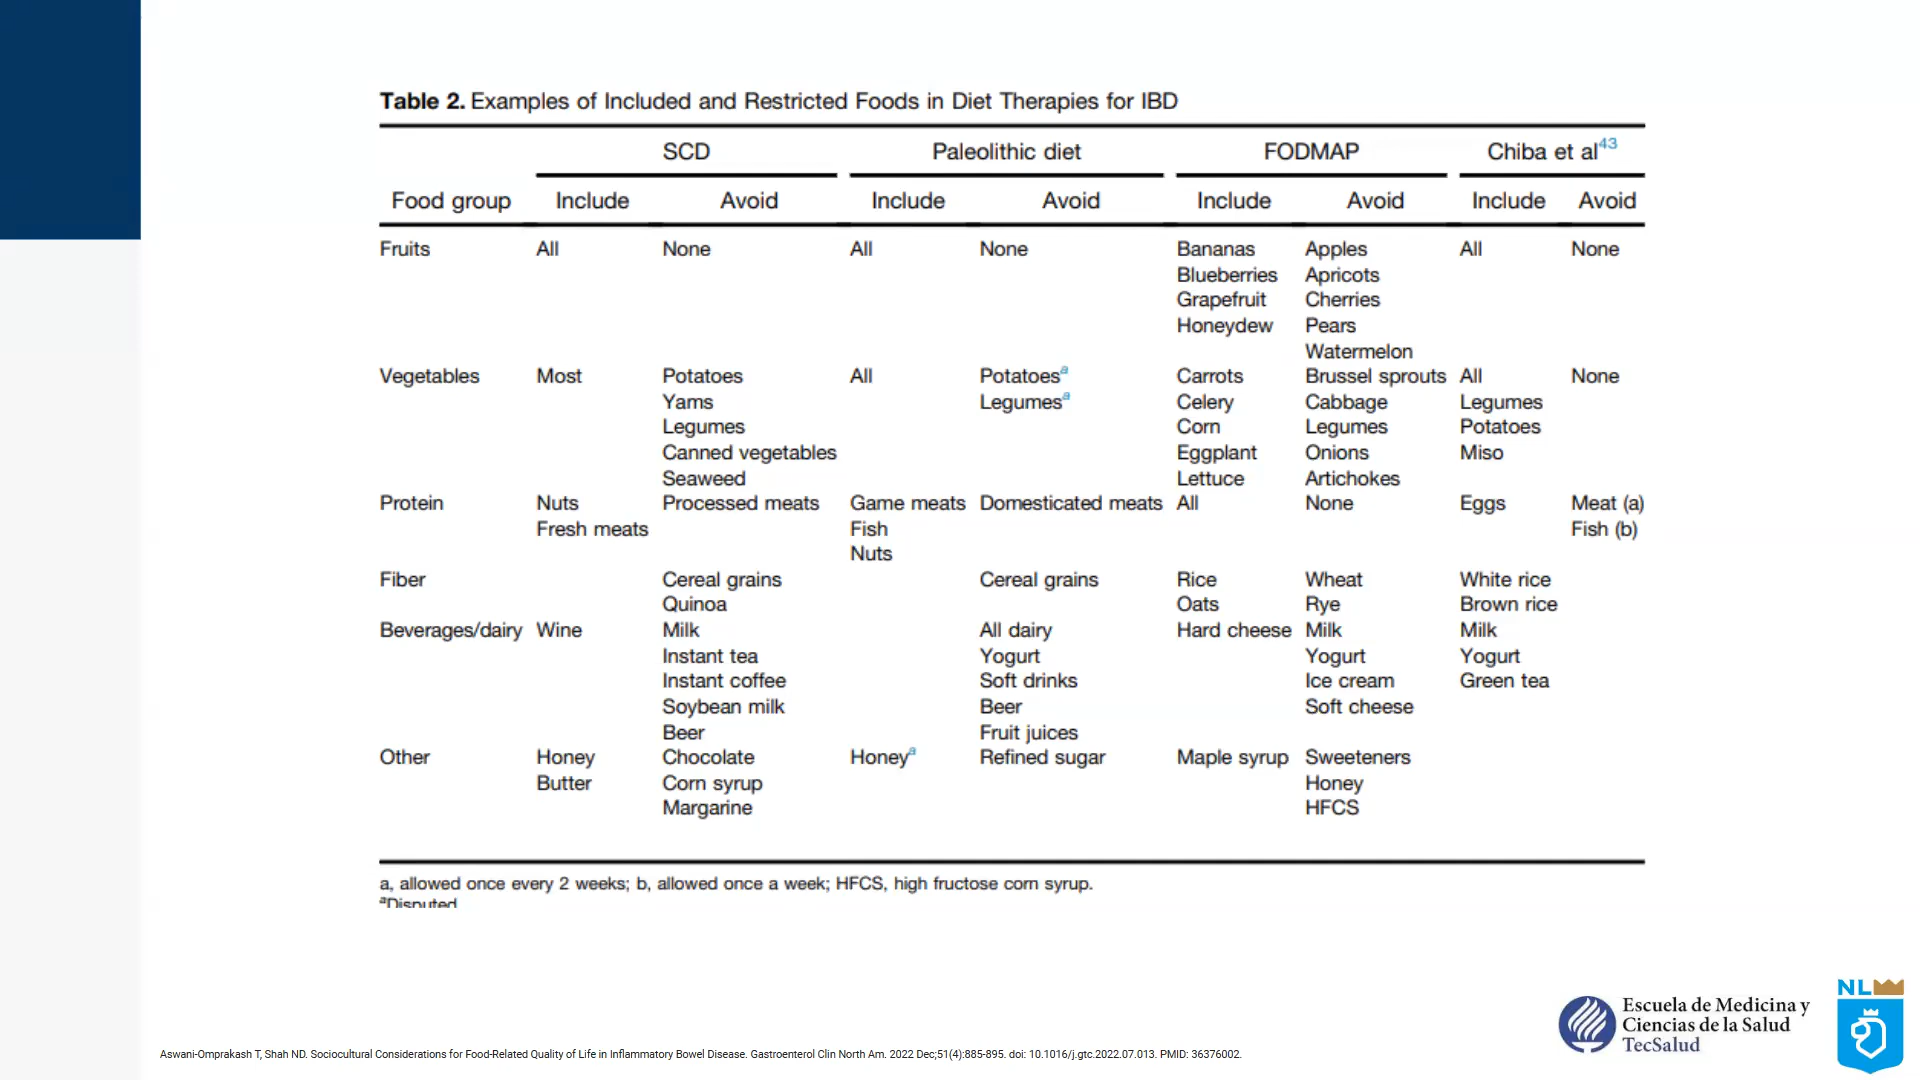 Table 2. Examples of Included and Restricted Foods in Diet Therapies for IBD
SCD Paleolithic diet FODMAP Chiba et al43
Food group Include Avoid Include Avoid Include Avoid Include Avoid
Fruits All None All None Bananas Apples All None
Blueberries Apricots
Grapefruit Cherries
Honeydew Pears
Watermelon
Vegetables Most Potatoes All Potatoesa Carrots Brussel sprouts All None
Yams Legumesa Celery Cabbage Legumes
Legumes Corn Legumes Potatoes
Canned vegetables Eggplant Onions Miso
Seaweed Lettuce Artichokes
Protein Nuts Processed meats Game meats Domesticated meats All None Eggs Meat (a)
Fresh meats Fish Fish (b)
Nuts
Fiber Cereal grains Cereal grains Rice Wheat White rice
Quinoa Oats Rye Brown rice
Beverages/dairy Wine Milk All dairy Hard cheese Milk Milk
Instant tea Yogurt Yogurt Yogurt
Instant coffee Soft drinks Ice cream Green tea
Soybean milk Beer Soft cheese
Beer Fruit juices
Other Honey Chocolate Honeya Refined sugar Maple syrup Sweeteners
Butter Corn syrup Honey
Margarine HFCS
a, allowed once every 2 weeks; b, allowed once a week; HFCS, high fructose corn syrup.
aDisputed
NL
Escuela de Medicina y
Ciencias de la Salud
TecSalud
Aswani-Omprakash T, Shah ND. Sociocultural Considerations for Food-Related Quality of Life in Inflammatory Bowel Disease. Gastroenterol Clin North Am. 2022 Dec;51(4):885-895. doi: 10.1016/j.gtc.2022.07.013. PMID: 36376002.